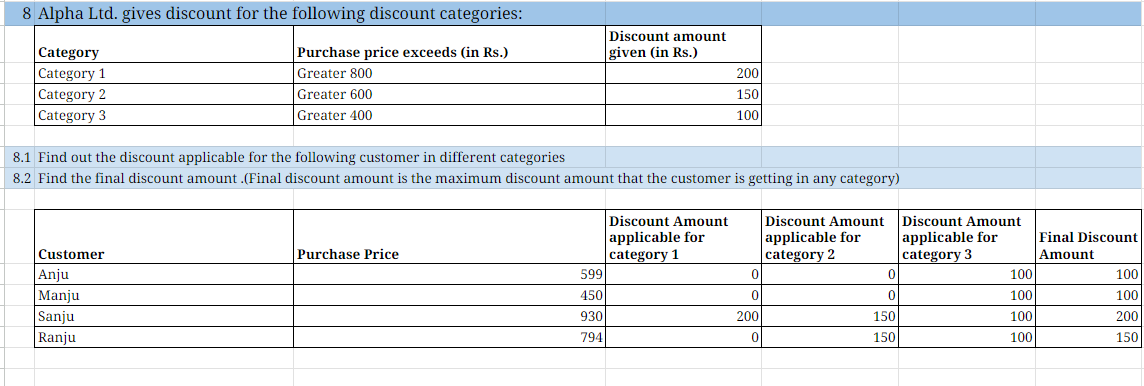 8 Alpha Ltd. gives discount for the following discount categories:
Category Purchase price exceeds (in Rs.) Discount amount given (in Rs.)
Category 1 Greater 800 200
Category 2 Greater 600 150
Category 3 Greater 400 100
8.1 Find out the discount applicable for the following customer in different categories
8.2 Find the final discount amount .(Final discount amount is the maximum discount amount that the customer is getting in any category)
Customer Purchase Price Discount Amount applicable for category 1 Discount Amount applicable for category 2 Discount Amount applicable for category 3 Final Discount Amount
Anju 599 0 0 100 100
Manju 450 0 0 100 100
Sanju 930 200 150 100 200
Ranju 794 0 150 100 150